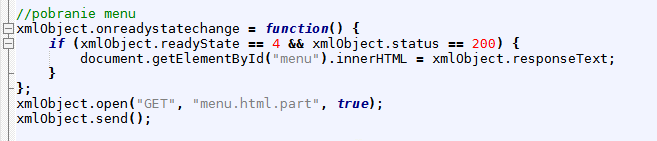 //pobranie menu
xmlObject.onreadystatechange = function() {
    if (xmlObject.readyState == 4 && xmlObject.status == 200) {
        document.getElementById("menu").innerHTML = xmlObject.responseText;
    }
};
xmlObject.open("GET", "menu.html.part", true);
xmlObject.send();